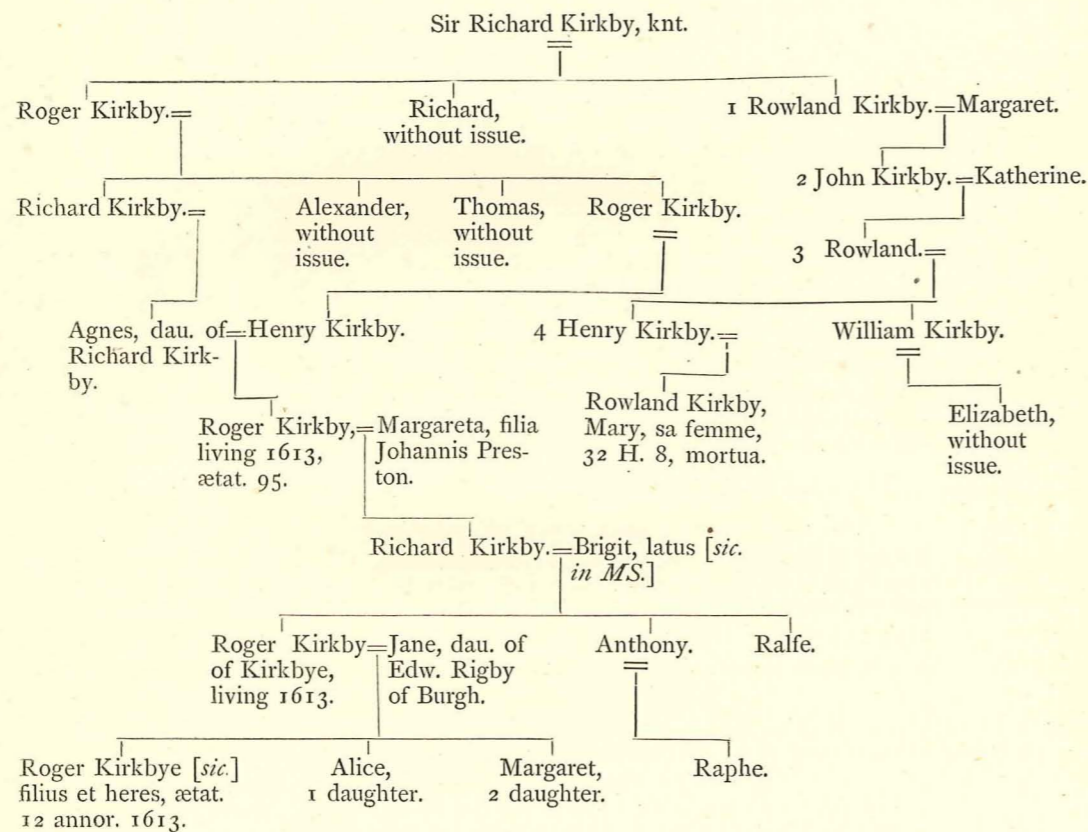 Sir Richard Kirkby, knt.
=
Roger Kirkby.=
Richard,
without issue.
1 Rowland Kirkby.=Margaret.
2 John Kirkby.=Katherine.
Richard Kirkby.=
Alexander,
without
issue.
Thomas,
without
issue.
Roger Kirkby.
=
3 Rowland.=
Agnes, dau. of=Henry Kirkby.
Richard Kirk-
by.
4 Henry Kirkby.=
William Kirkby.
=
Rowland Kirkby,
Mary, sa femme,
32 H. 8, mortua.
Elizabeth,
without
issue.
Roger Kirkby,=Margareta, filia
living 1613,
ætat. 95.
Johannis Pres-
ton.
Richard Kirkby.=Brigit, latus [sic.
in MS.]
Roger Kirkby=Jane, dau. of
of Kirkbye,
living 1613.
Edw. Rigby
of Burgh.
Anthony.
=
Ralfe.
Roger Kirkbye [sic.]
filius et heres, ætat.
12 annor. 1613.
Alice,
1 daughter.
Margaret,
2 daughter.
Raphe.